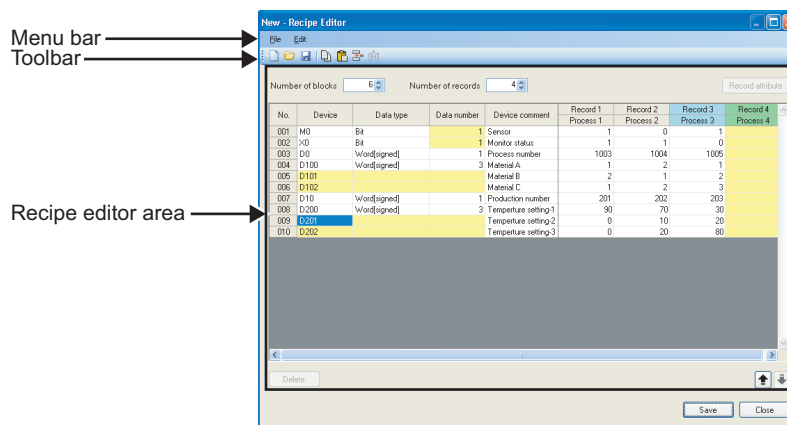 New - Recipe Editor
Menu bar
File Edit
Toolbar
Number of blocks 6 Number of records 4 Record attribute
No. Device Data type Data number Device comment Record 1 Record 2 Record 3 Record 4
Process 1 Process 2 Process 3 Process 4
001 M0 Bit 1 Sensor 1 0 1
002 X0 Bit 1 Monitor status 1 1 0
003 D0 Word[signed] 1 Process number 1003 1004 1005
004 D100 Word[signed] 3 Material A 1 2 1
005 D101 Material B 2 1 2
006 D102 Material C 1 2 3
007 D10 Word[signed] 1 Production number 201 202 203
Recipe editor area
008 D200 Word[signed] 3 Temperture setting-1 90 70 30
009 D201 Temperture setting-2 0 10 20
010 D202 Temperture setting-3 0 20 80
Delete
Save Close